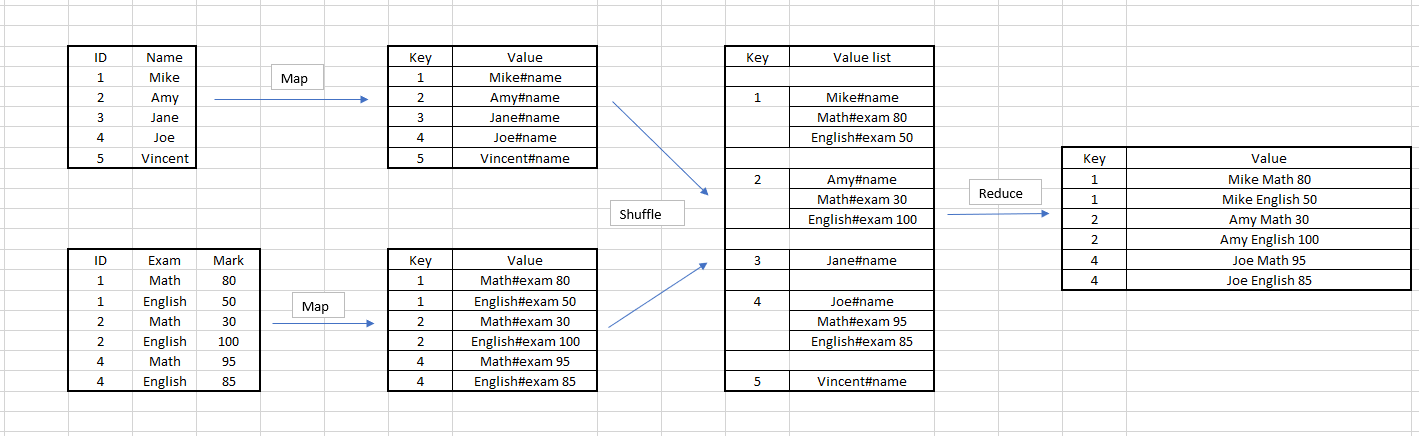 ID Name
1 Mike
2 Amy
3 Jane
4 Joe
5 Vincent
Map
Key Value
1 Mike#name
2 Amy#name
3 Jane#name
4 Joe#name
5 Vincent#name
ID Exam Mark
1 Math 80
1 English 50
2 Math 30
2 English 100
4 Math 95
4 English 85
Map
Key Value
1 Math#exam 80
1 English#exam 50
2 Math#exam 30
2 English#exam 100
4 Math#exam 95
4 English#exam 85
Shuffle
Key Value list
1 Mike#name
Math#exam 80
English#exam 50
2 Amy#name
Math#exam 30
English#exam 100
3 Jane#name
4 Joe#name
Math#exam 95
English#exam 85
5 Vincent#name
Reduce
Key Value
1 Mike Math 80
1 Mike English 50
2 Amy Math 30
2 Amy English 100
4 Joe Math 95
4 Joe English 85